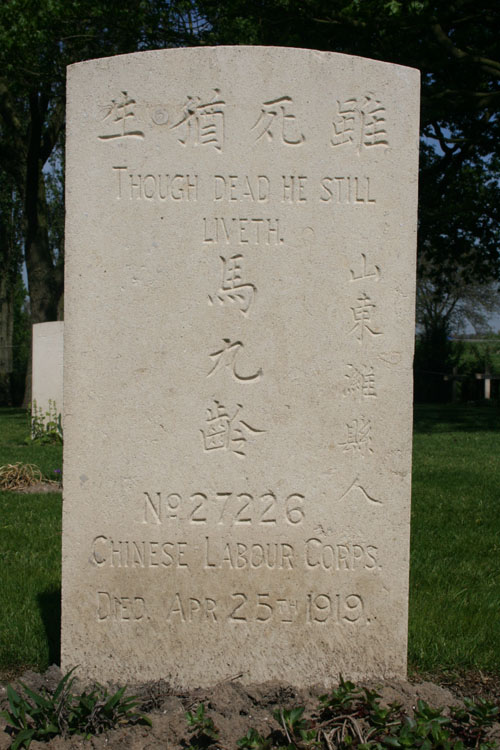 雖死猶生
THOUGH DEAD HE STILL
LIVETH.
山東濰縣人
馬九齡
No 27226
CHINESE LABOUR CORPS.
DIED. APR 25TH 1919.